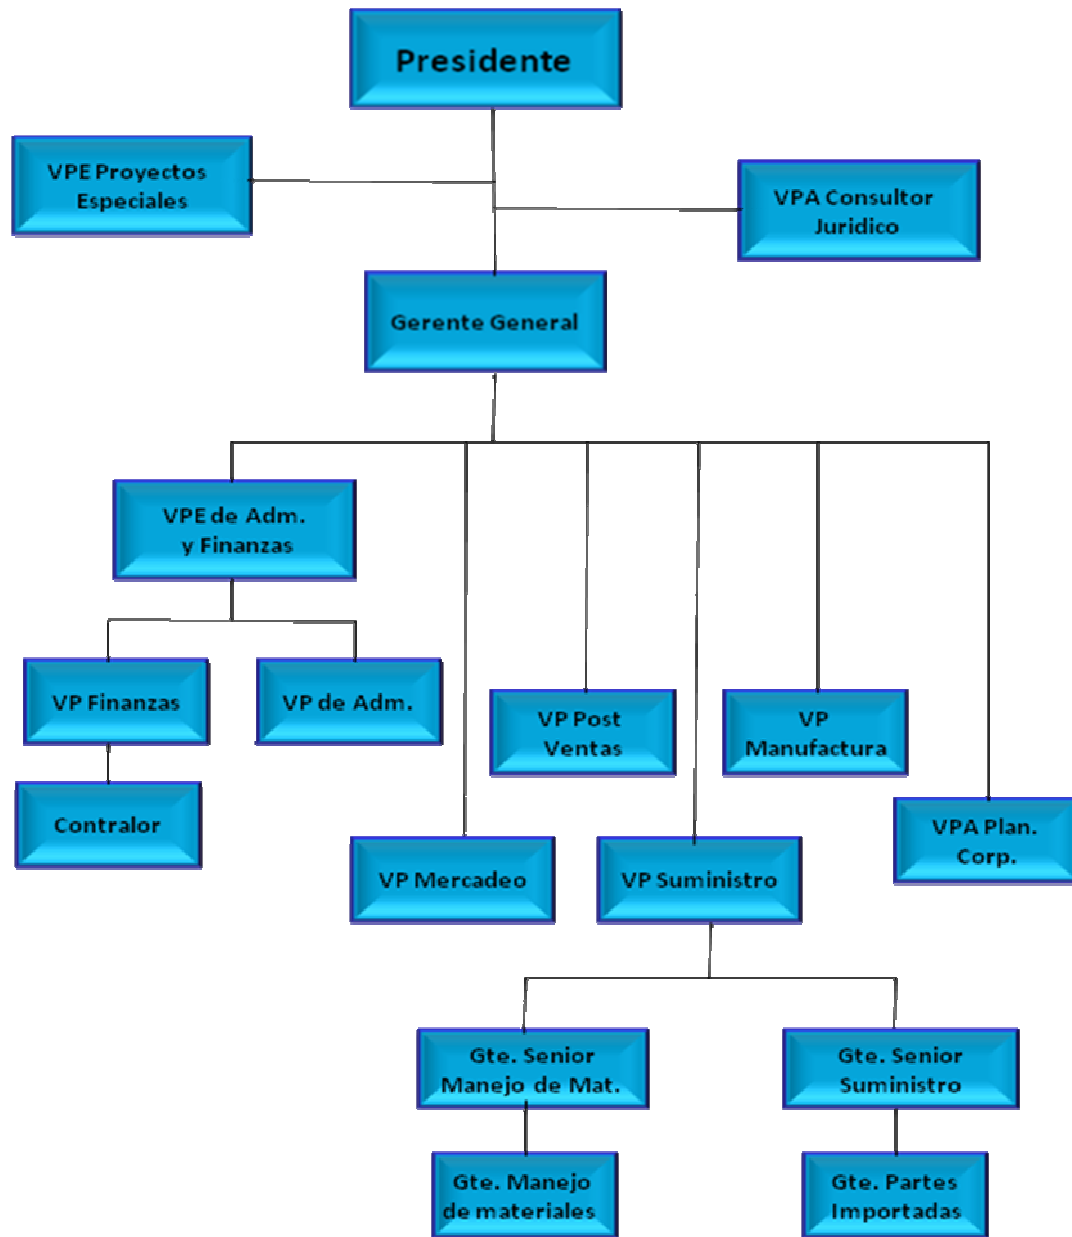 Presidente
VPE Proyectos
Especiales
VPA Consultor
Juridico
Gerente General
VPE de Adm.
y Finanzas
VP Finanzas
VP de Adm.
VP Post
Ventas
VP
Manufactura
Contralor
VPA Plan.
Corp.
VP Mercadeo
VP Suministro
Gte. Senior
Manejo de Mat.
Gte. Senior
Suministro
Gte. Manejo
de materiales
Gte. Partes
Importadas